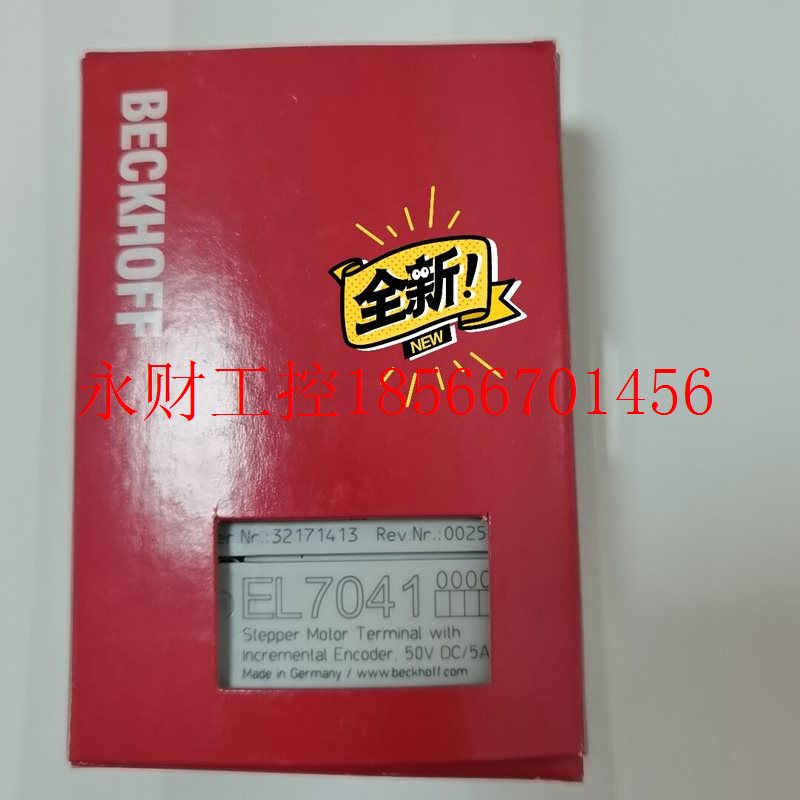 BECKHOFF
全新!
NEW
永财工控18566701456
er.Nr.:32171413 Rev.Nr.:0025
EL7041 0000
Stepper Motor Terminal with
Incremental Encoder, 50V DC/5A
Made in Germany / www.beckhoff.com